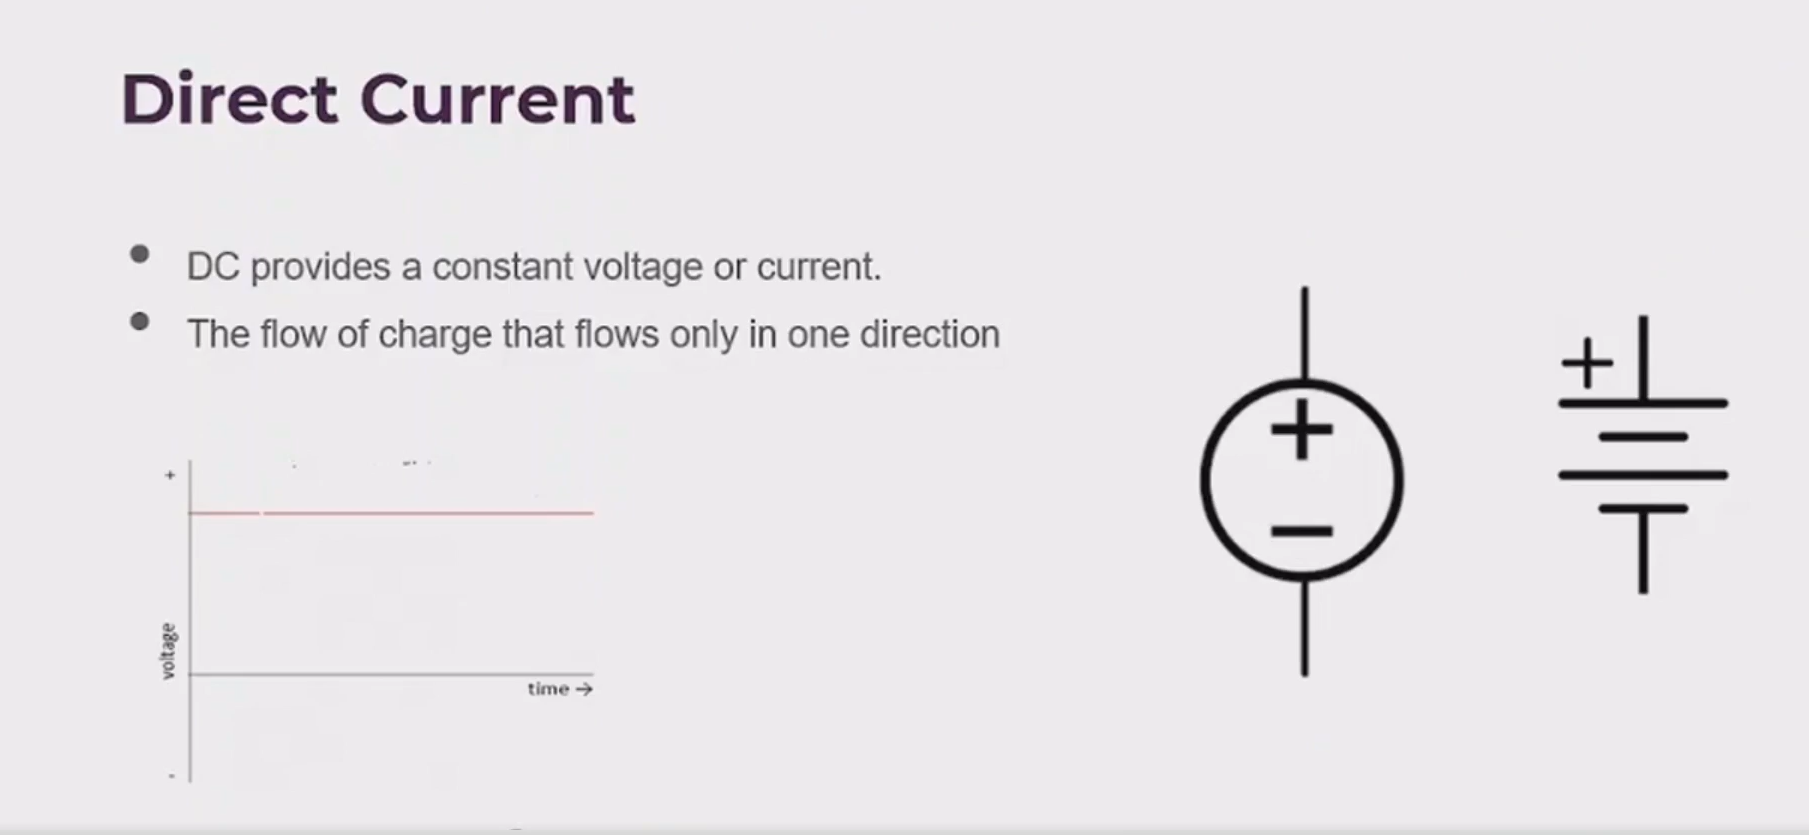 Direct Current
DC provides a constant voltage or current.
The flow of charge that flows only in one direction
+
voltage
time →
-
+
−
+